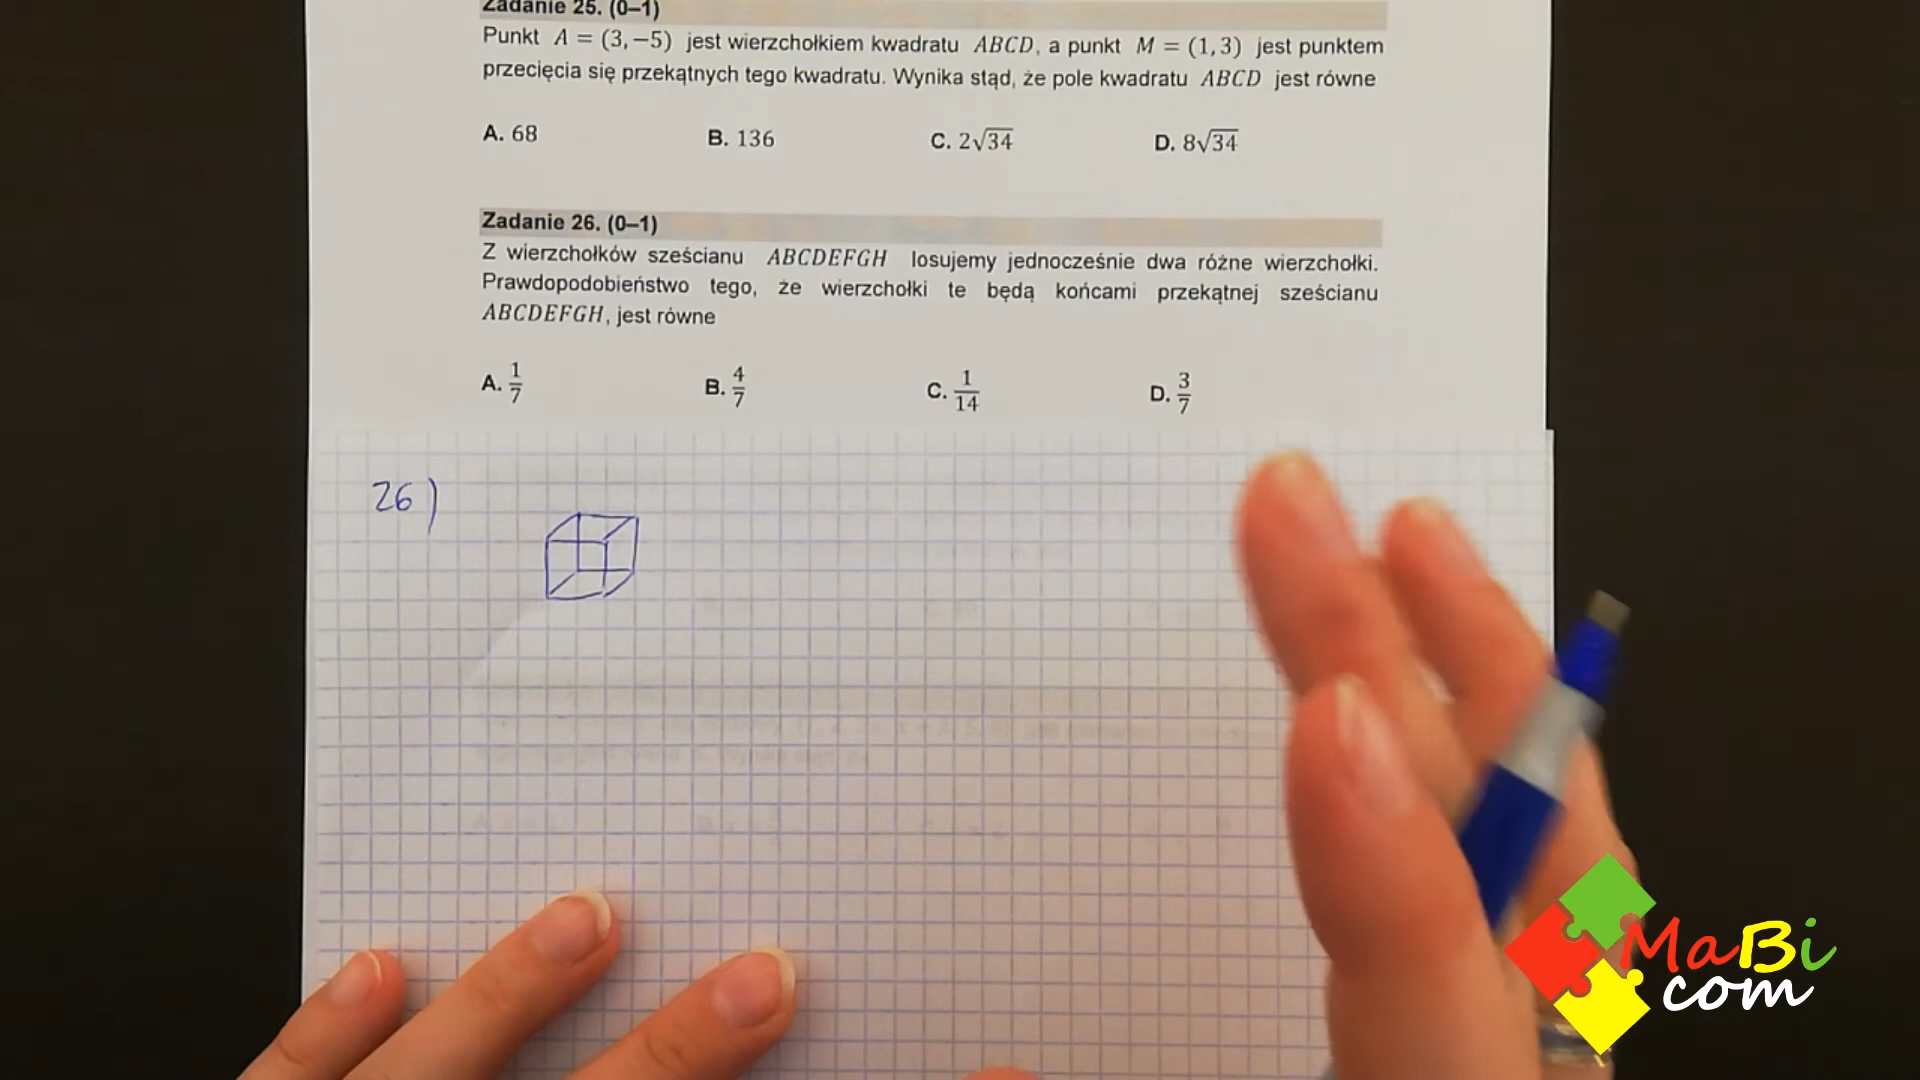 Zadanie 25. (0–1)
Punkt A = (3, −5) jest wierzchołkiem kwadratu ABCD, a punkt M = (1, 3) jest punktem
przecięcia się przekątnych tego kwadratu. Wynika stąd, że pole kwadratu ABCD jest równe
A. 68 B. 136 C. 2√34 D. 8√34
Zadanie 26. (0–1)
Z wierzchołków sześcianu ABCDEFGH losujemy jednocześnie dwa różne wierzchołki.
Prawdopodobieństwo tego, że wierzchołki te będą końcami przekątnej sześcianu
ABCDEFGH, jest równe
A. 1/7 B. 4/7 C. 1/14 D. 3/7
26)
MaBi
com